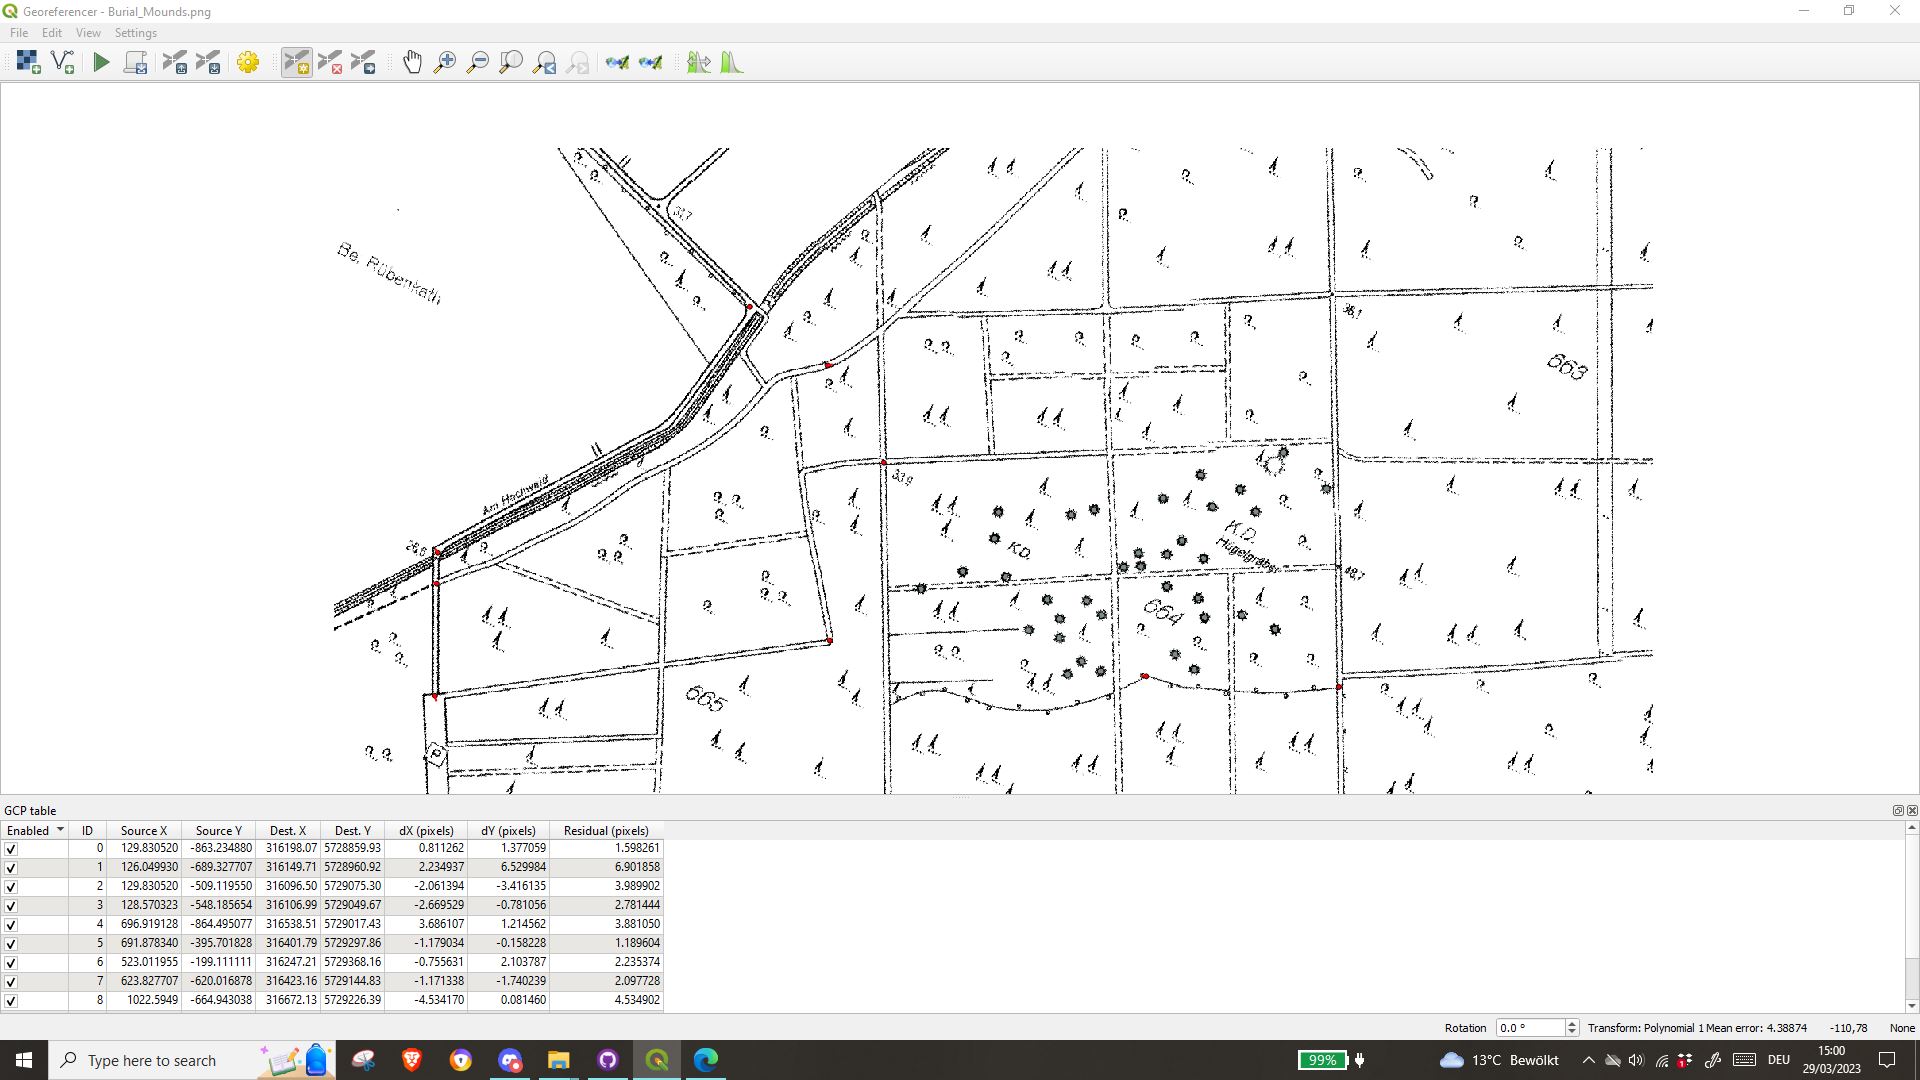 Georeferencer - Burial_Mounds.png
File Edit View Settings
Be. Rübenkath
Am Hochwald
K.D.
K.D.
Hügelgräber
663
664
665
P
GCP table
Enabled ID Source X Source Y Dest. X Dest. Y dX (pixels) dY (pixels) Residual (pixels)
0 129.830520 -863.234880 316198.07 5728859.93 0.811262 1.377059 1.598261
1 126.049930 -689.327707 316149.71 5728960.92 2.234937 6.529984 6.901858
2 129.830520 -509.119550 316096.50 5729075.30 -2.061394 -3.416135 3.989902
3 128.570323 -548.185654 316106.99 5729049.67 -2.669529 -0.781056 2.781444
4 696.919128 -864.495077 316538.51 5729017.43 3.686107 1.214562 3.881050
5 691.878340 -395.701828 316401.79 5729297.86 -1.179034 -0.158228 1.189604
6 523.011955 -199.111111 316247.21 5729368.16 -0.755631 2.103787 2.235374
7 623.827707 -620.016878 316423.16 5729144.83 -1.171338 -1.740239 2.097728
8 1022.5949 -664.943038 316672.13 5729226.39 -4.534170 0.081460 4.534902
Rotation 0.0 ° Transform: Polynomial 1 Mean error: 4.38874 -110,78 None
Type here to search
99%
13°C Bewölkt
DEU
15:00
29/03/2023